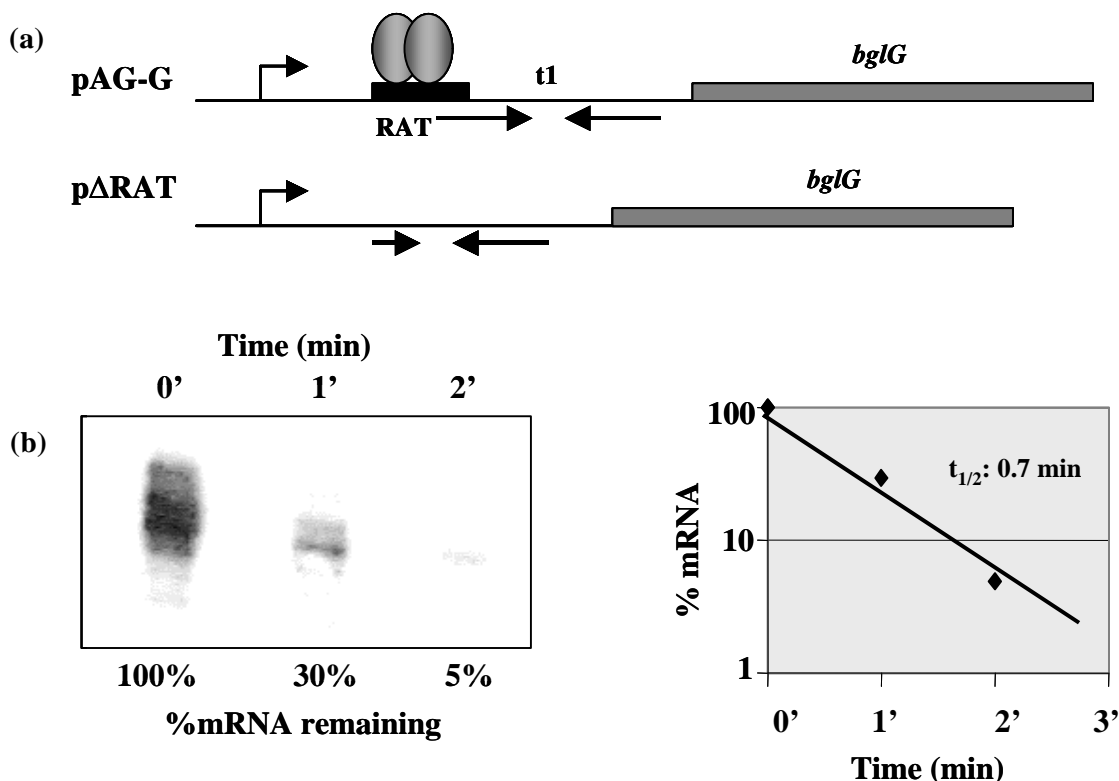 (a)
pAG-G
t1
bglG
RAT
pΔRAT
bglG
Time (min)
0’ 1’ 2’
(b)
100% 30% 5%
%mRNA remaining
% mRNA
100
10
1
t1/2: 0.7 min
0’ 1’ 2’ 3’
Time (min)